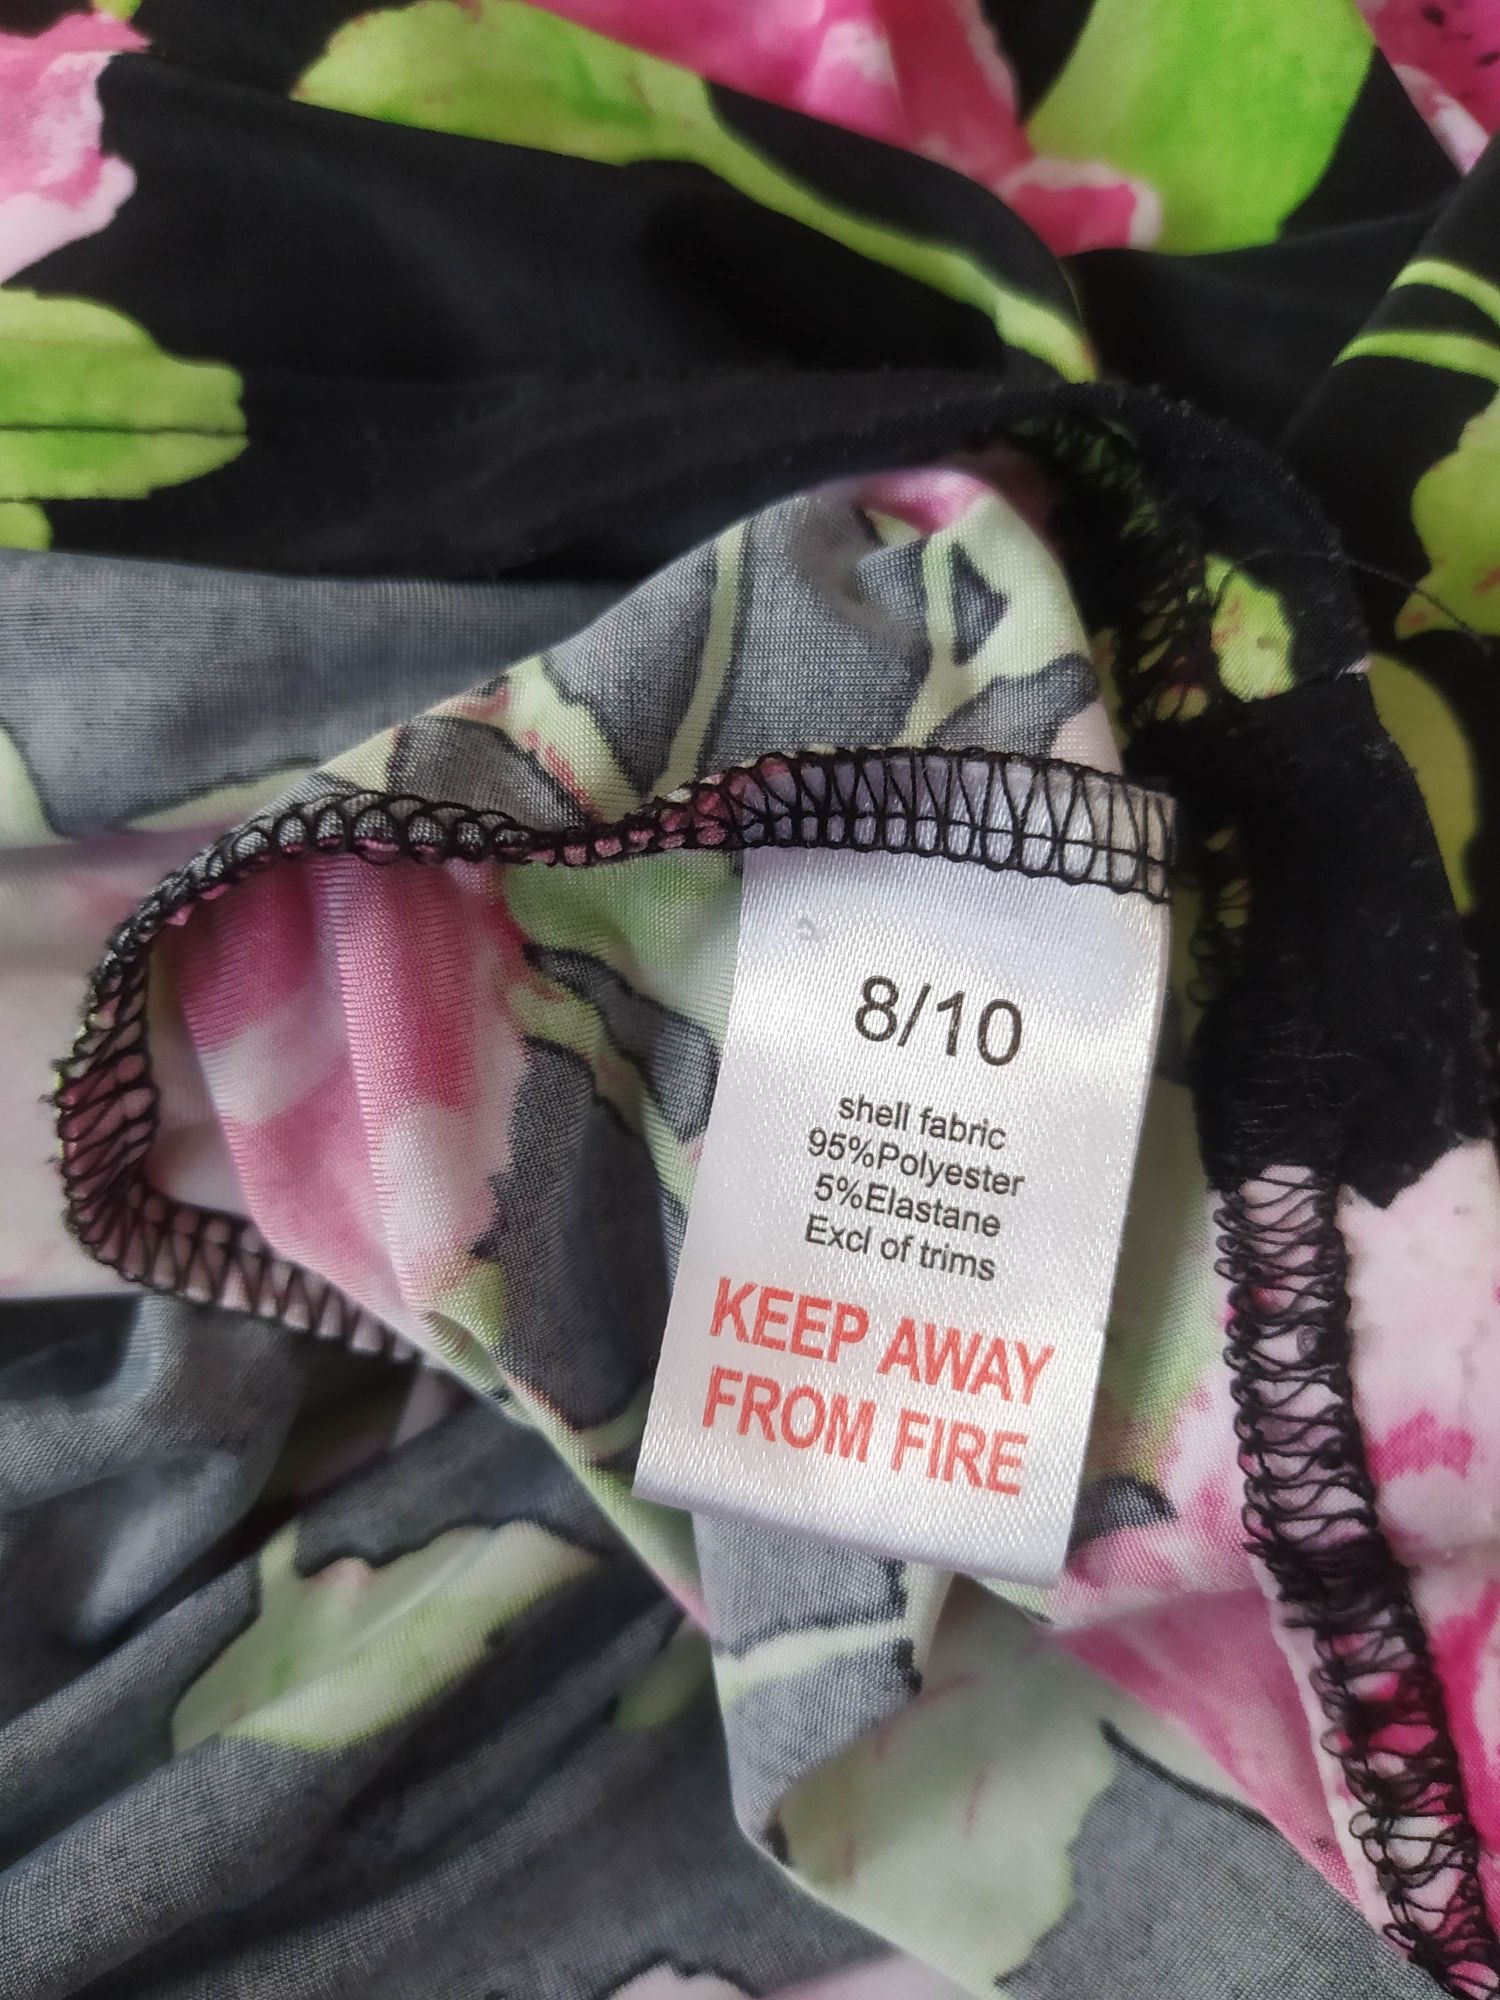 8/10
shell fabric
95%Polyester
5%Elastane
Excl of trims
KEEP AWAY
FROM FIRE